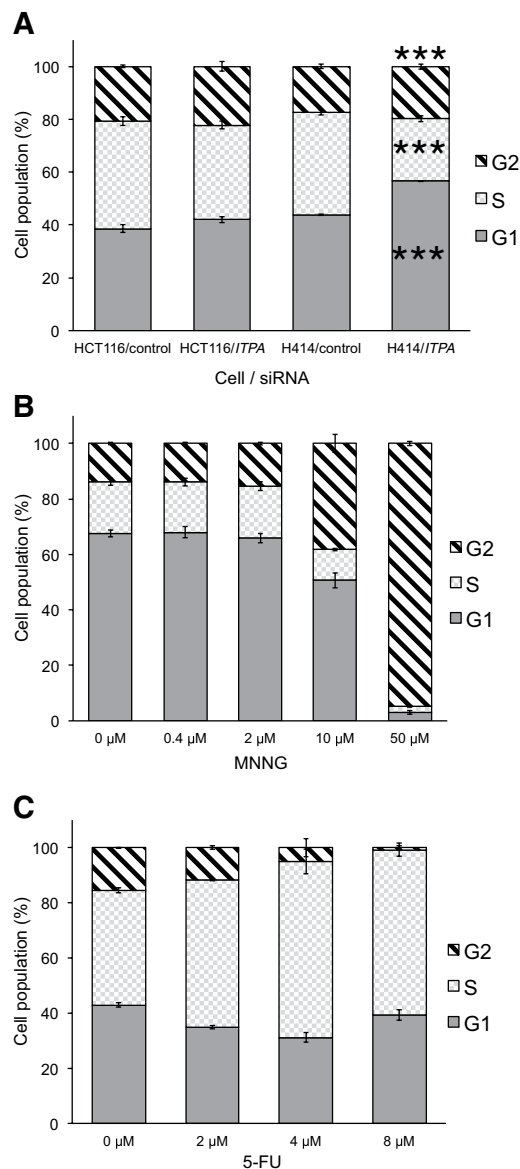 A
Cell population (%)
100
80
60
40
20
0
***
***
***
G2
S
G1
HCT116/control HCT116/ITPA H414/control H414/ITPA
Cell / siRNA
B
Cell population (%)
100
80
60
40
20
0
G2
S
G1
0 µM 0.4 µM 2 µM 10 µM 50 µM
MNNG
C
Cell population (%)
100
80
60
40
20
0
G2
S
G1
0 µM 2 µM 4 µM 8 µM
5-FU